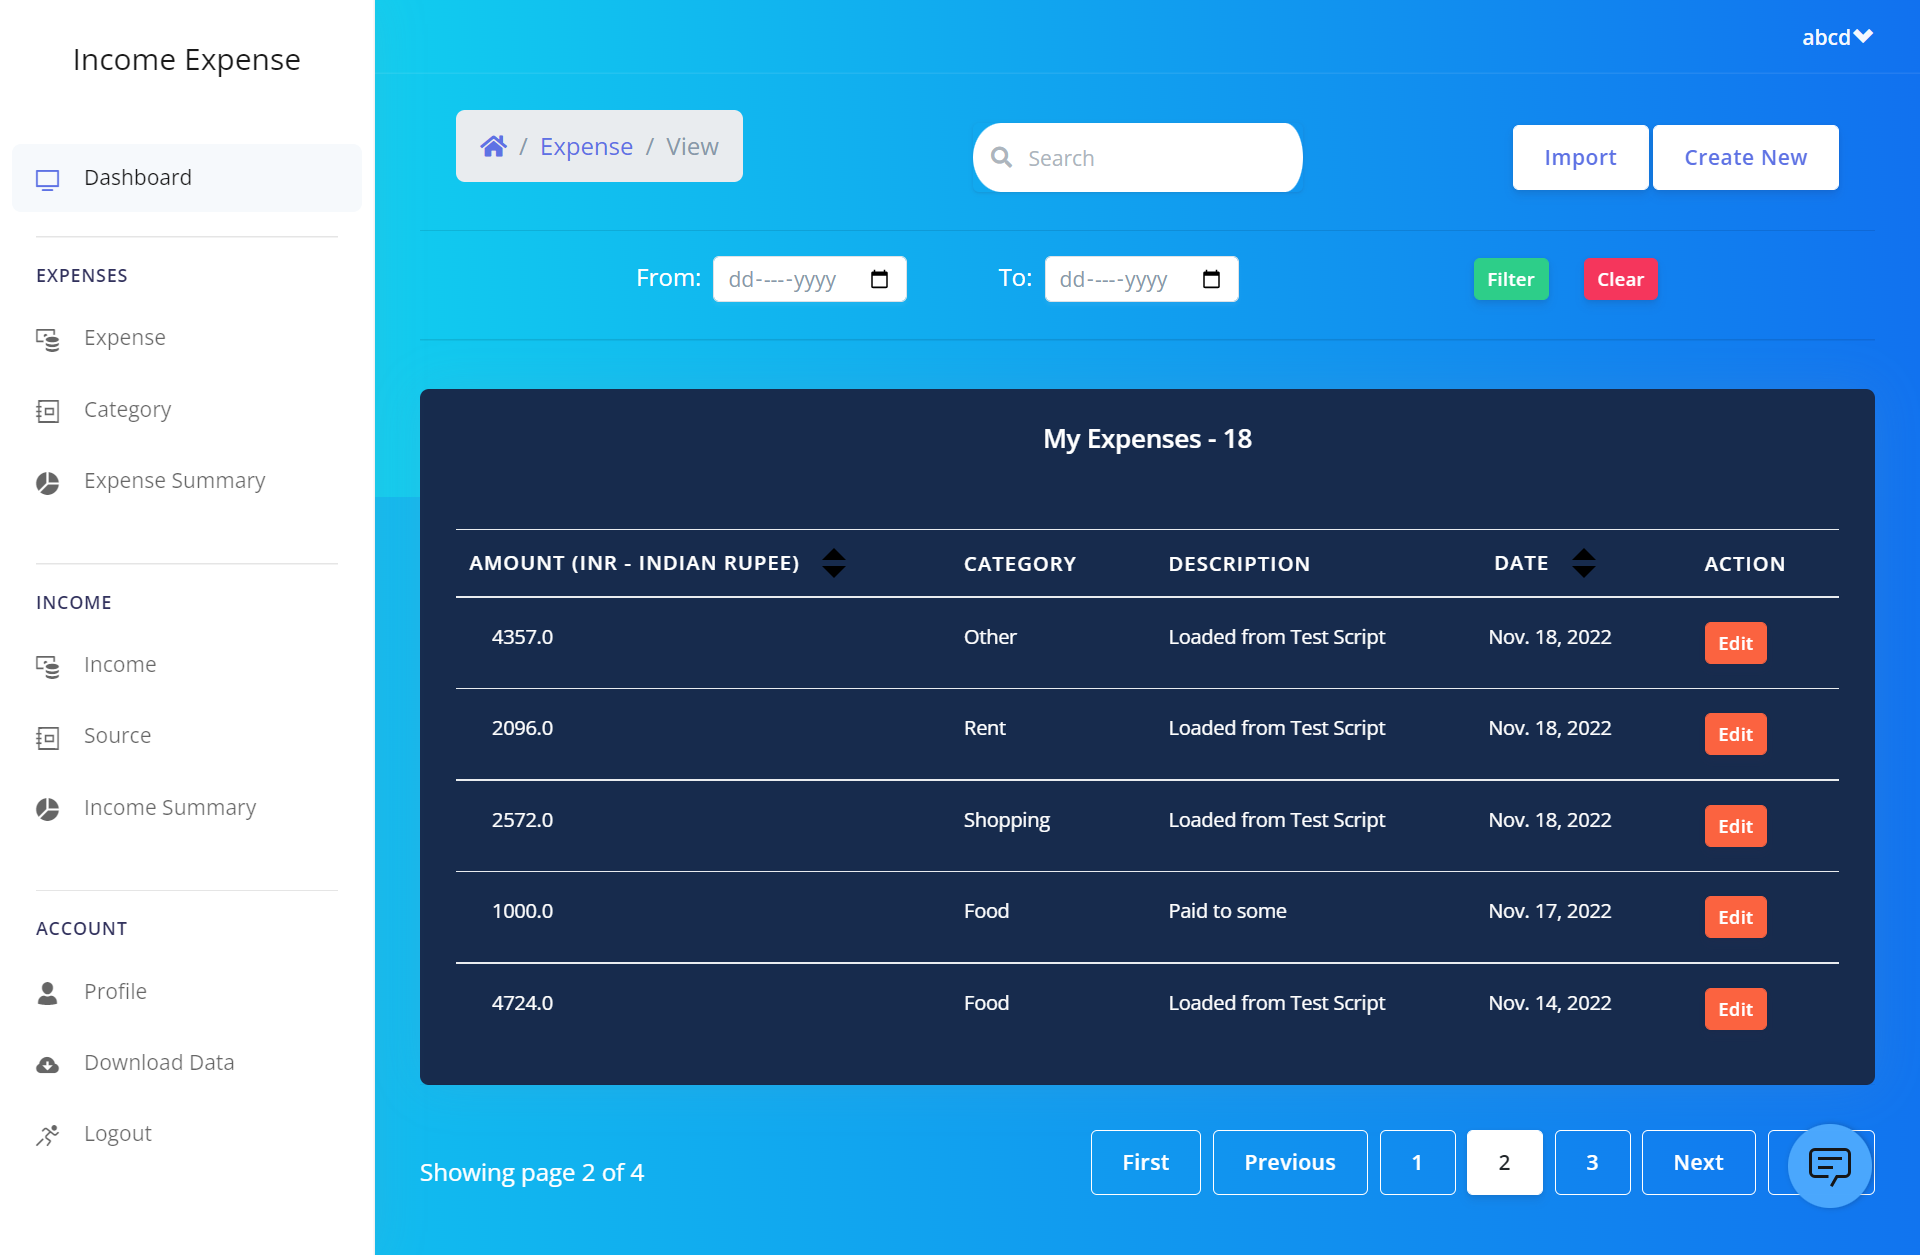 Income Expense
Dashboard
EXPENSES
Expense
Category
Expense Summary
INCOME
Income
Source
Income Summary
ACCOUNT
Profile
Download Data
Logout
abcd
/ Expense / View
Search
Import
Create New
From: dd-----yyyy
To: dd-----yyyy
Filter
Clear
My Expenses - 18
AMOUNT (INR - INDIAN RUPEE) CATEGORY DESCRIPTION DATE ACTION
4357.0 Other Loaded from Test Script Nov. 18, 2022 Edit
2096.0 Rent Loaded from Test Script Nov. 18, 2022 Edit
2572.0 Shopping Loaded from Test Script Nov. 18, 2022 Edit
1000.0 Food Paid to some Nov. 17, 2022 Edit
4724.0 Food Loaded from Test Script Nov. 14, 2022 Edit
Showing page 2 of 4
First Previous 1 2 3 Next